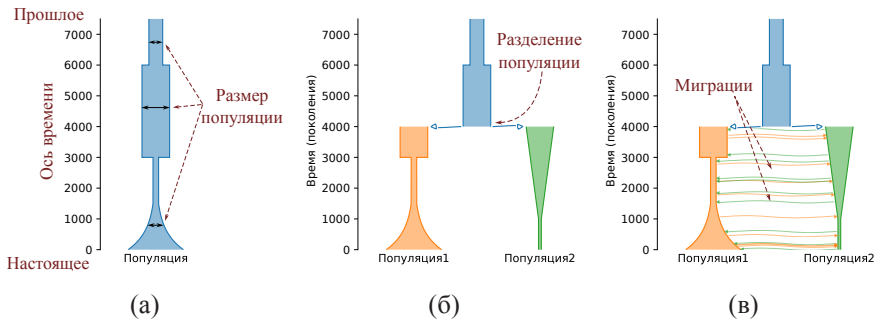 Прошлое
7000
6000
5000
4000
3000
2000
1000
0
Ось времени
Размер
популяции
Настоящее
Популяция
(а)
Время (поколения)
7000
6000
5000
4000
3000
2000
1000
0
Разделение
популяции
Популяция1
Популяция2
(б)
Время (поколения)
7000
6000
5000
4000
3000
2000
1000
0
Миграции
Популяция1
Популяция2
(в)